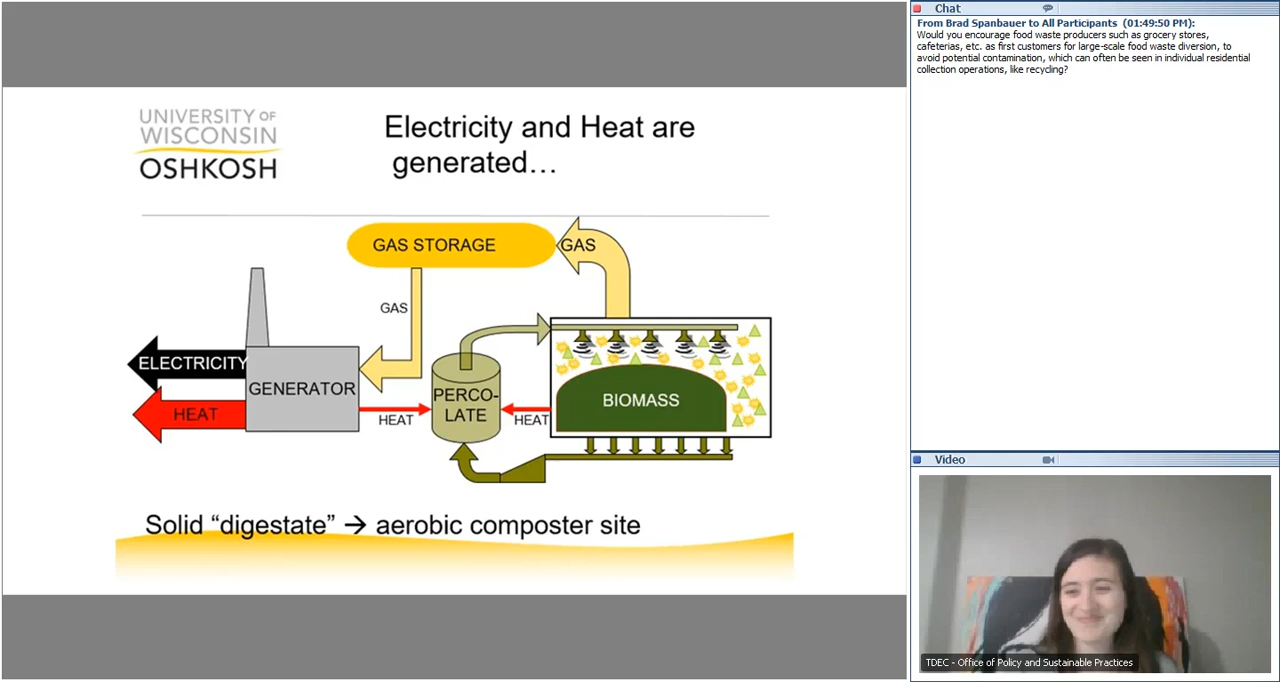 UNIVERSITY OF
WISCONSIN
OSHKOSH
Electricity and Heat are
generated…
GAS STORAGE
GAS
GAS
ELECTRICITY
GENERATOR
HEAT
HEAT
PERCO-
LATE
HEAT
BIOMASS
Solid “digestate” → aerobic composter site
Chat
From Brad Spanbauer to All Participants (01:49:50 PM):
Would you encourage food waste producers such as grocery stores,
cafeterias, etc. as first customers for large-scale food waste diversion, to
avoid potential contamination, which can often be seen in individual residential
collection operations, like recycling?
Video
TDEC - Office of Policy and Sustainable Practices